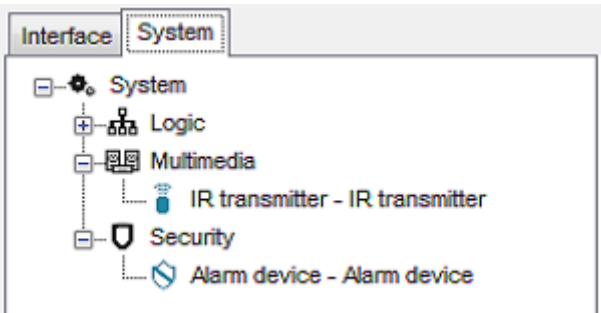 Interface System
System
Logic
Multimedia
IR transmitter - IR transmitter
Security
Alarm device - Alarm device